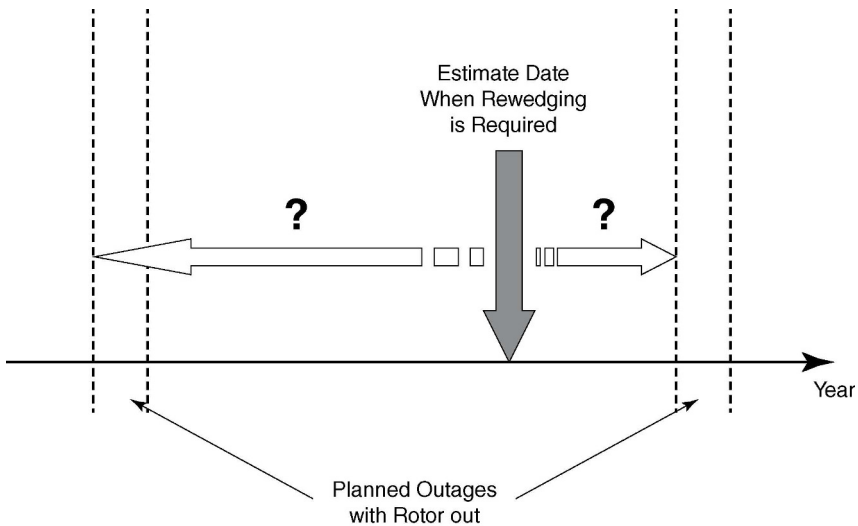 Estimate Date
When Rewedging
is Required
?
?
Year
Planned Outages
with Rotor out